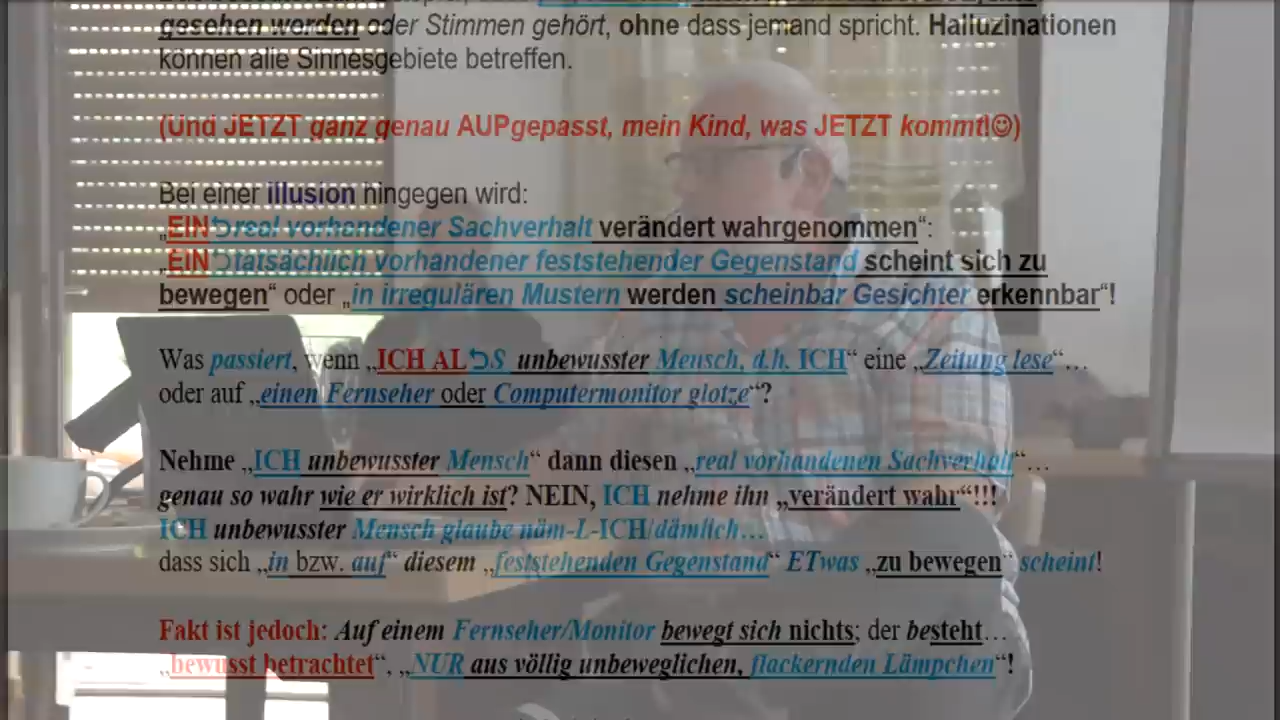 gesehen werden oder Stimmen gehört, ohne dass jemand spricht. Halluzinationen
können alle Sinnesgebiete betreffen.
(Und JETZT ganz genau AUPgepasst, mein Kind, was JETZT kommt!☺)
Bei einer illusion hingegen wird:
„EIN⮌real vorhandener Sachverhalt verändert wahrgenommen“:
„EIN⮌tatsächlich vorhandener feststehender Gegenstand scheint sich zu
bewegen“ oder „in irregulären Mustern werden scheinbar Gesichter erkennbar“!
Was passiert, wenn „ICH AL⮌S unbewusster Mensch, d.h. ICH“ eine „Zeitung lese“…
oder auf „einen Fernseher oder Computermonitor glotze“?
Nehme „ICH unbewusster Mensch“ dann diesen „real vorhandenen Sachverhalt“…
genau so wahr wie er wirklich ist? NEIN, ICH nehme ihn „verändert wahr“!!!
ICH unbewusster Mensch glaube näm-L-ICH/dämlich…
dass sich „in bzw. auf“ diesem „feststehenden Gegenstand“ ETwas „zu bewegen“ scheint!
Fakt ist jedoch: Auf einem Fernseher/Monitor bewegt sich nichts; der besteht…
„bewusst betrachtet“, „NUR aus völlig unbeweglichen, flackernden Lämpchen“!